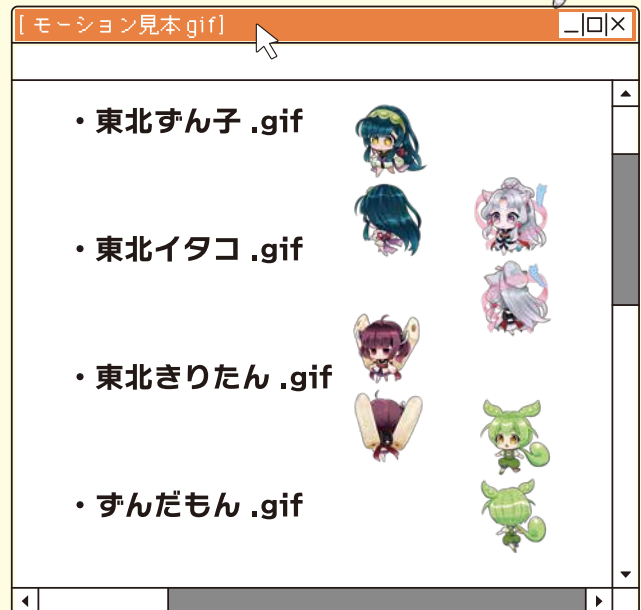 [モーション見本gif]
・東北ずん子.gif
・東北イタコ.gif
・東北きりたん.gif
・ずんだもん.gif